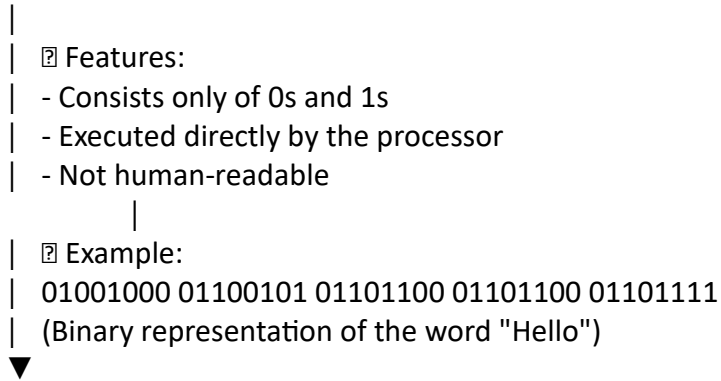 |
| ⍰ Features:
| - Consists only of 0s and 1s
| - Executed directly by the processor
| - Not human-readable
|
| ⍰ Example:
| 01001000 01100101 01101100 01101100 01101111
| (Binary representation of the word "Hello")
▼